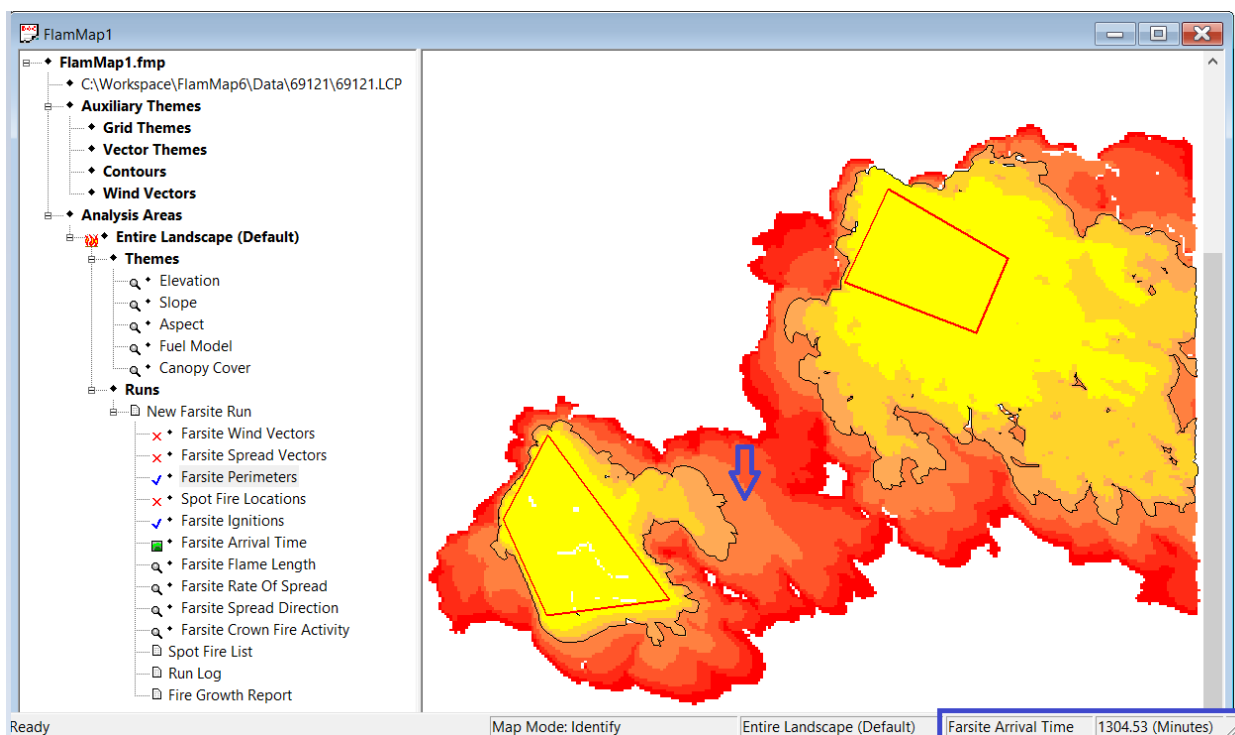 FlamMap1
FlamMap1.fmp
C:\Workspace\FlamMap6\Data\69121\69121.LCP
Auxiliary Themes
Grid Themes
Vector Themes
Contours
Wind Vectors
Analysis Areas
Entire Landscape (Default)
Themes
Elevation
Slope
Aspect
Fuel Model
Canopy Cover
Runs
New Farsite Run
Farsite Wind Vectors
Farsite Spread Vectors
Farsite Perimeters
Spot Fire Locations
Farsite Ignitions
Farsite Arrival Time
Farsite Flame Length
Farsite Rate Of Spread
Farsite Spread Direction
Farsite Crown Fire Activity
Spot Fire List
Run Log
Fire Growth Report
Ready Map Mode: Identify Entire Landscape (Default) Farsite Arrival Time 1304.53 (Minutes)